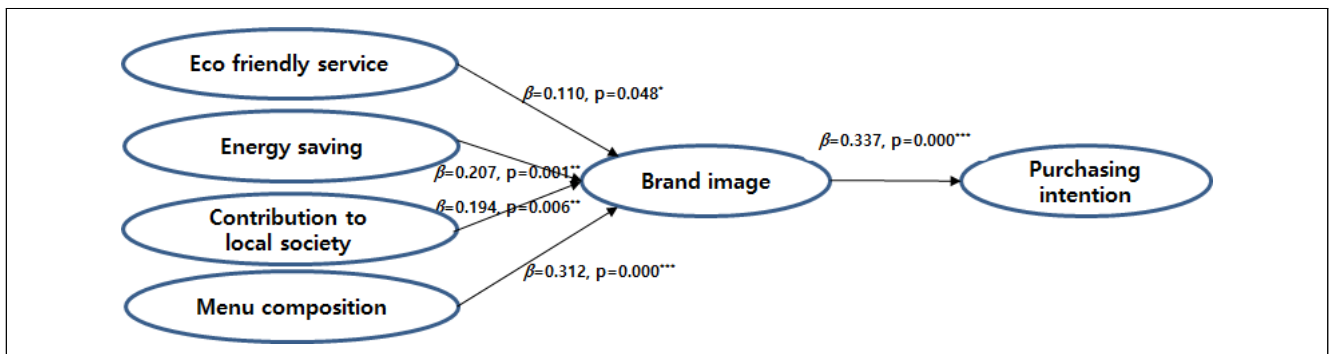 Eco friendly service
β=0.110, p=0.048*
Energy saving
β=0.207, p=0.001**
β=0.337, p=0.000***
Brand image
Purchasing
intention
Contribution to
local society
β=0.194, p=0.006**
Menu composition
β=0.312, p=0.000***